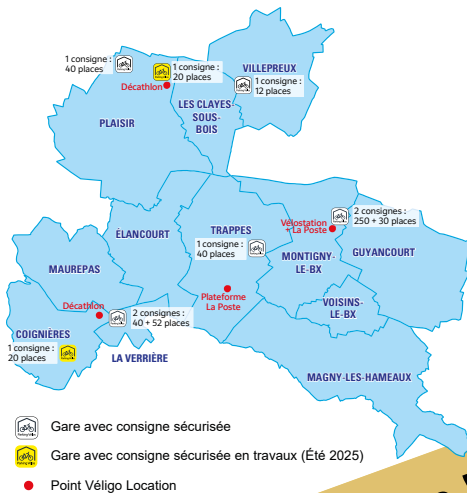 1 consigne :
40 places
1 consigne :
20 places
Décathlon
VILLEPREUX
1 consigne :
12 places
LES CLAYES-
SOUS-
BOIS
PLAISIR
2 consignes :
250 + 30 places
Vélostation
+ La Poste
TRAPPES
1 consigne :
40 places
ÉLANCOURT
MONTIGNY-
LE-BX
GUYANCOURT
MAUREPAS
Plateforme
La Poste
VOISINS-
LE-BX
Décathlon
2 consignes :
40 + 52 places
COIGNIÈRES
1 consigne :
20 places
LA VERRIÈRE
MAGNY-LES-HAMEAUX
Gare avec consigne sécurisée
Gare avec consigne sécurisée en travaux (Été 2025)
Point Véligo Location